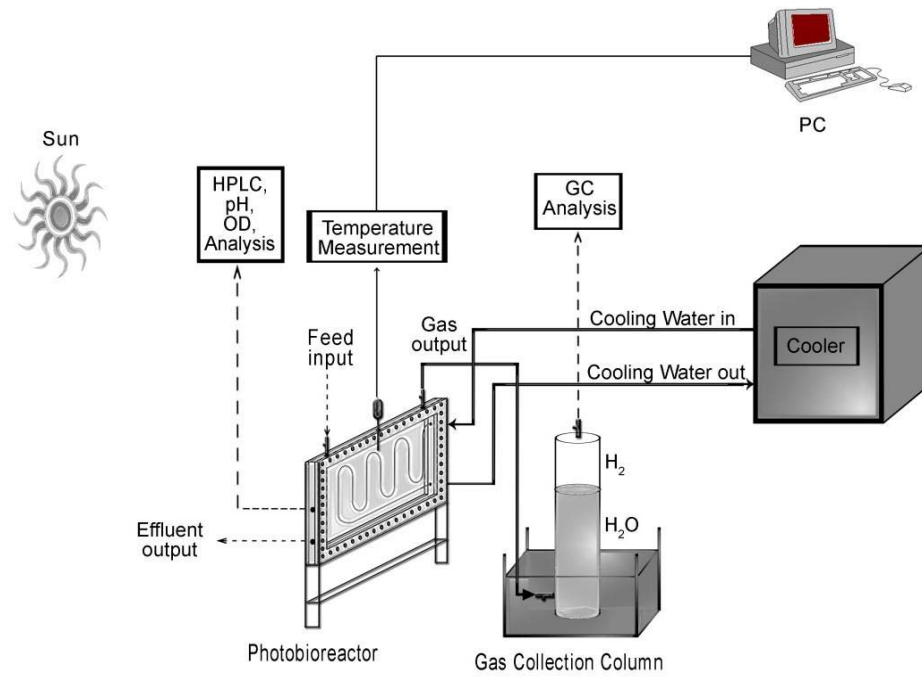 Sun
PC
HPLC,
pH,
OD,
Analysis
Temperature
Measurement
GC
Analysis
Feed
input
Gas
output
Cooling Water in
Cooling Water out
Cooler
H₂
H₂O
Effluent
output
Photobioreactor
Gas Collection Column